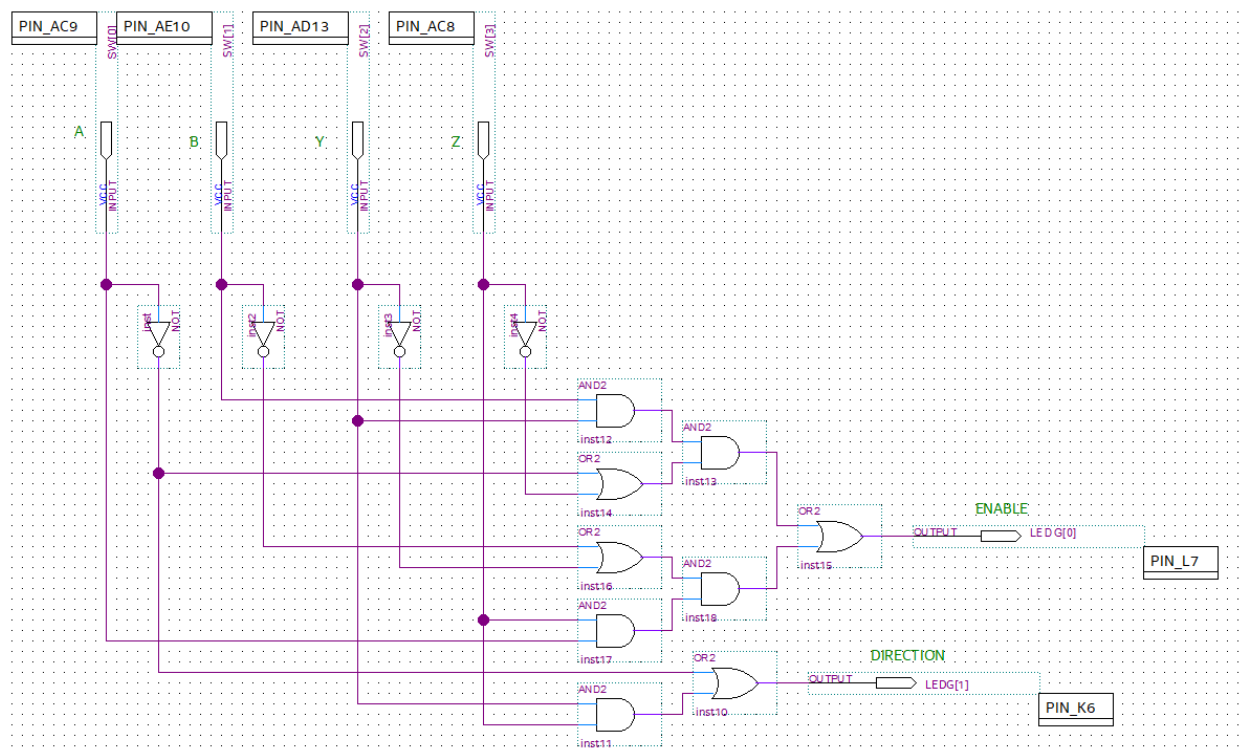 PIN_AC9
PIN_AE10
PIN_AD13
PIN_AC8
SW[0]
SW[1]
SW[2]
SW[3]
A
B
Y
Z
VCC
INPUT
VCC
INPUT
VCC
INPUT
VCC
INPUT
inst
NOT
inst2
NOT
inst3
NOT
inst4
NOT
AND2
inst12
AND2
inst13
OR2
inst14
OR2
inst15
ENABLE
OUTPUT
LEDG[0]
PIN_L7
OR2
inst16
AND2
inst18
AND2
inst17
OR2
inst10
DIRECTION
OUTPUT
LEDG[1]
PIN_K6
AND2
inst11